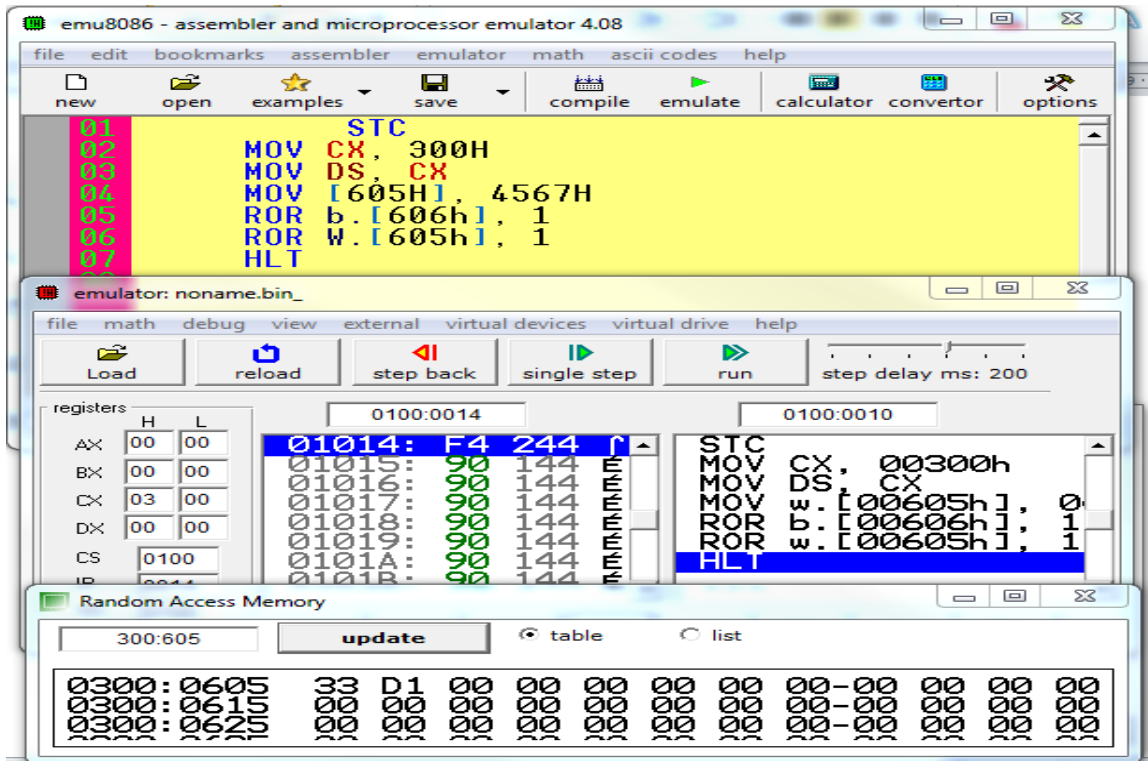 emu8086 - assembler and microprocessor emulator 4.08
file edit bookmarks assembler emulator math ascii codes help
new open examples save compile emulate calculator convertor options
01 STC
02 MOV CX, 300H
03 MOV DS, CX
04 MOV [605H], 4567H
05 ROR b.[606h], 1
06 ROR W.[605h], 1
07 HLT
emulator: noname.bin_
file math debug view external virtual devices virtual drive help
Load reload step back single step run step delay ms: 200
registers
H L
AX 00 00
BX 00 00
CX 03 00
DX 00 00
CS 0100
IP 0014
0100:0014
01014: F4 244 ⌠
01015: 90 144 É
01016: 90 144 É
01017: 90 144 É
01018: 90 144 É
01019: 90 144 É
0101A: 90 144 É
0101B: 90 144 É
0100:0010
STC
MOV CX, 00300h
MOV DS, CX
MOV w.[00605h], 0
ROR b.[00606h], 1
ROR w.[00605h], 1
HLT
Random Access Memory
300:605 update table list
0300:0605 33 D1 00 00 00 00 00 00-00 00 00 00
0300:0615 00 00 00 00 00 00 00 00-00 00 00 00
0300:0625 00 00 00 00 00 00 00 00-00 00 00 00